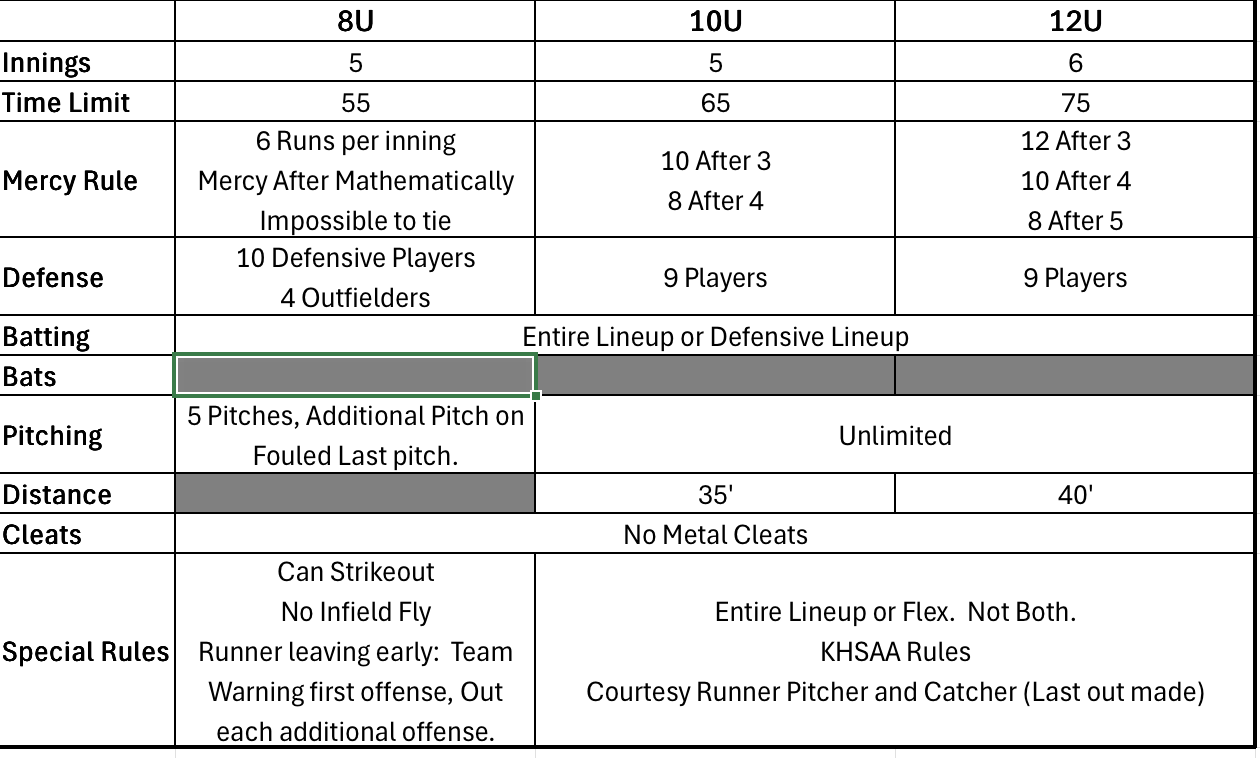 8U 10U 12U
Innings 5 5 6
Time Limit 55 65 75
Mercy Rule
6 Runs per inning
Mercy After Mathematically
Impossible to tie
10 After 3
8 After 4
12 After 3
10 After 4
8 After 5
Defense
10 Defensive Players
4 Outfielders
9 Players
9 Players
Batting Entire Lineup or Defensive Lineup
Bats
Pitching
5 Pitches, Additional Pitch on
Fouled Last pitch.
Unlimited
Distance 35' 40'
Cleats No Metal Cleats
Special Rules
Can Strikeout
No Infield Fly
Runner leaving early:  Team
Warning first offense, Out
each additional offense.
Entire Lineup or Flex.  Not Both.
KHSAA Rules
Courtesy Runner Pitcher and Catcher (Last out made)